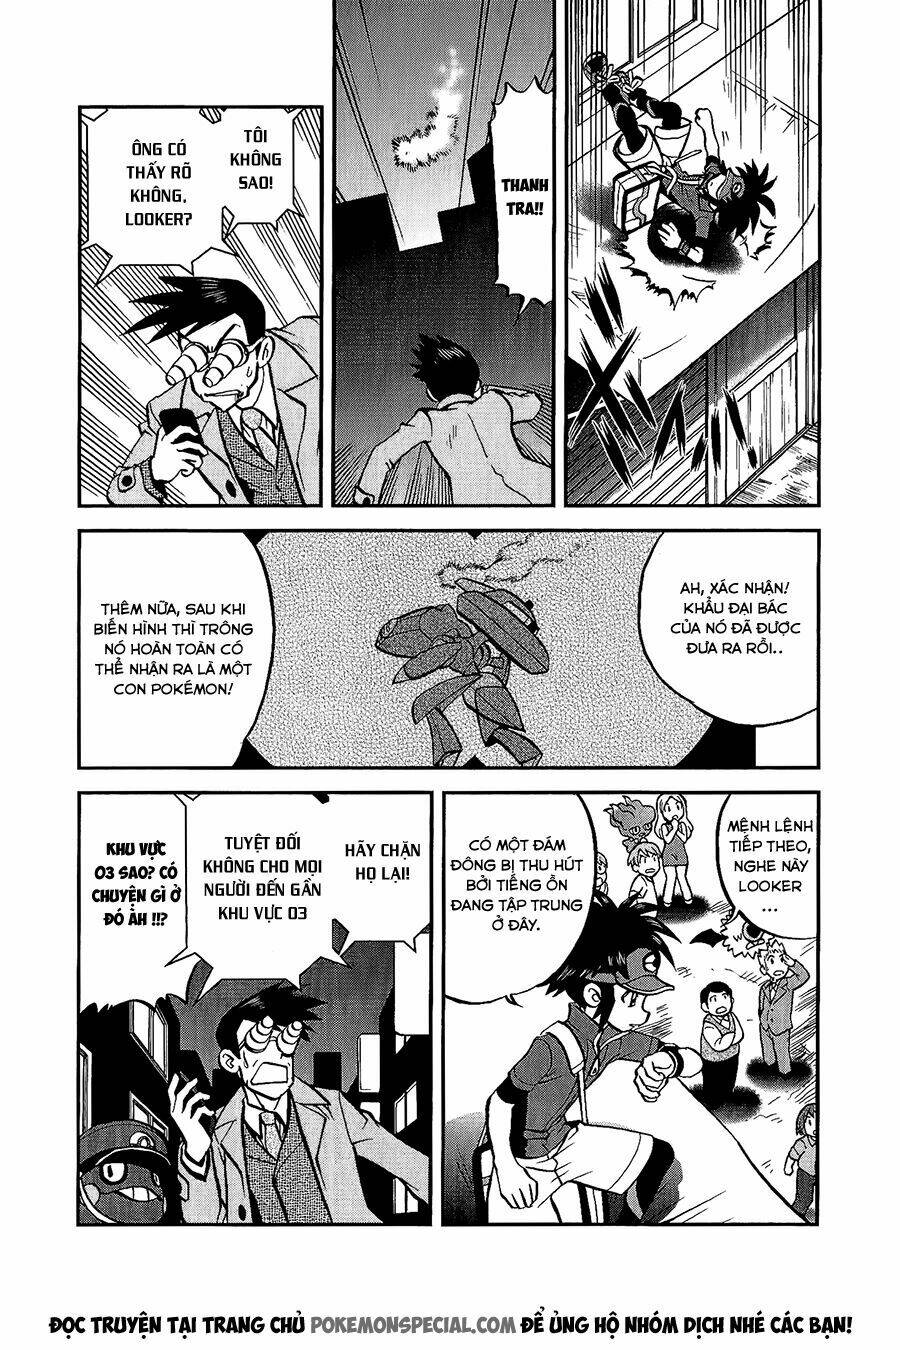 THANH
TRA!!
TÔI
KHÔNG
SAO!
ÔNG CÓ
THẤY RÕ
KHÔNG,
LOOKER?
AH, XÁC NHẬN!
KHẨU ĐẠI BÁC
CỦA NÓ ĐÃ ĐƯỢC
ĐƯA RA RỒI..
THÊM NỮA, SAU KHI
BIẾN HÌNH THÌ TRÔNG
NÓ HOÀN TOÀN CÓ
THỂ NHẬN RA LÀ MỘT
CON POKÉMON!
MỆNH LỆNH
TIẾP THEO,
NGHE NÀY
LOOKER
...
CÓ MỘT ĐÁM
ĐÔNG BỊ THU HÚT
BỞI TIẾNG ỒN
ĐANG TẬP TRUNG
Ở ĐÂY.
HÃY CHẶN
HỌ LẠI!
TUYỆT ĐỐI
KHÔNG CHO MỌI
NGƯỜI ĐẾN GẦN
KHU VỰC 03
KHU VỰC
03 SAO? CÓ
CHUYỆN GÌ Ở
ĐÓ ẢH !!?
ĐỌC TRUYỆN TẠI TRANG CHỦ POKEMONSPECIAL.COM ĐỂ ỦNG HỘ NHÓM DỊCH NHÉ CÁC BẠN!